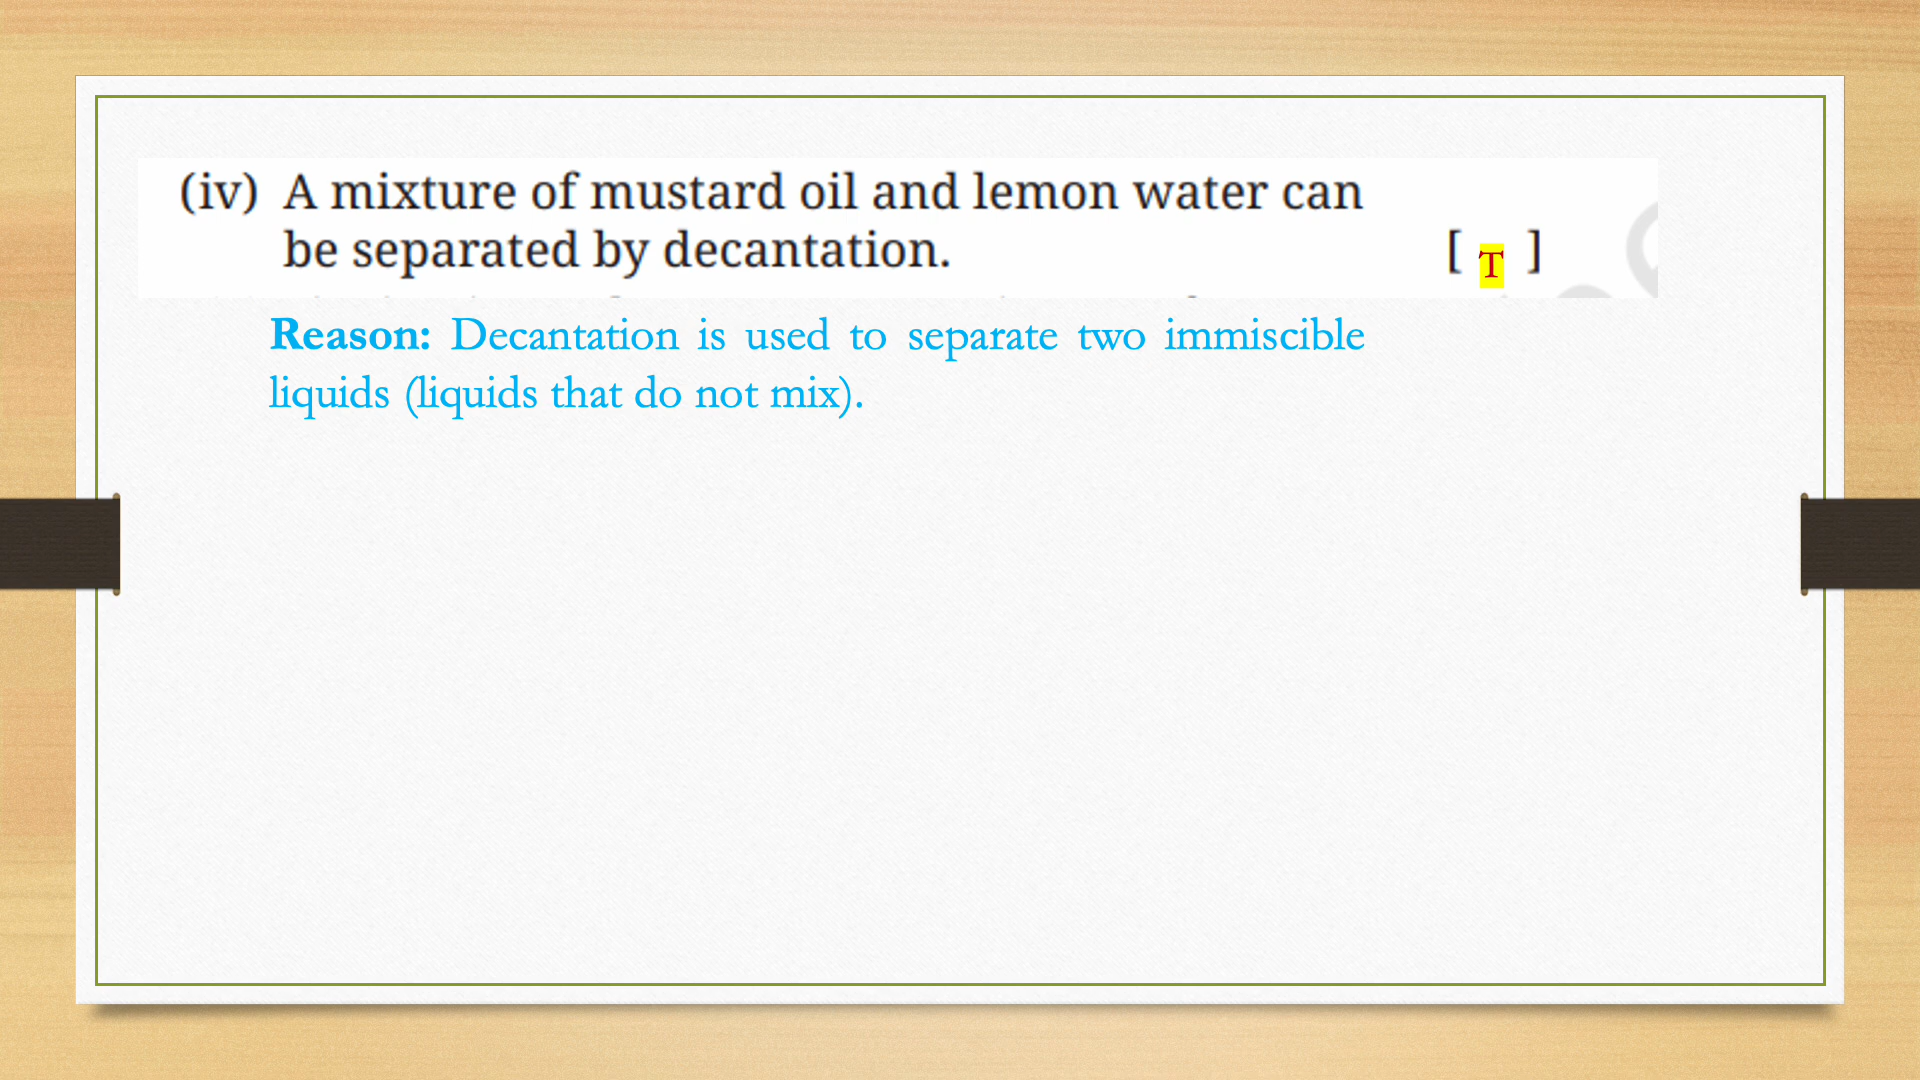 (iv) A mixture of mustard oil and lemon water can
be separated by decantation. [ T ]
Reason: Decantation is used to separate two immiscible
liquids (liquids that do not mix).